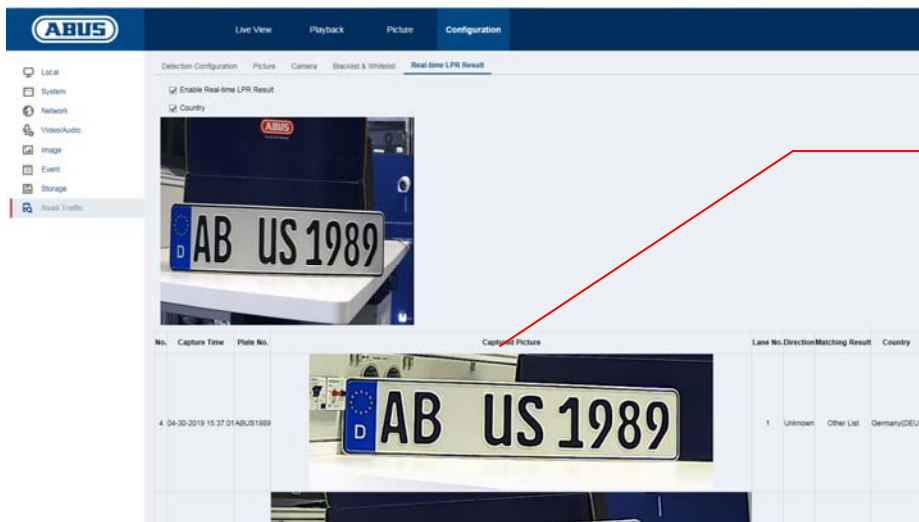 ABUS
Live View Playback Picture Configuration
Detection Configuration Picture Camera Blacklist & Whitelist Real-time LPR Result
Local
System
Network
Video/Audio
Image
Event
Storage
Road Traffic
Enable Real-time LPR Result
Country
ABUS
D AB US 1989
No. Capture Time Plate No. Captured Picture Lane No. Direction Matching Result Country
4 04-30-2019 15:37:01 ABUS1989 1 Unknown Other List Germany(DEU
D AB US 1989